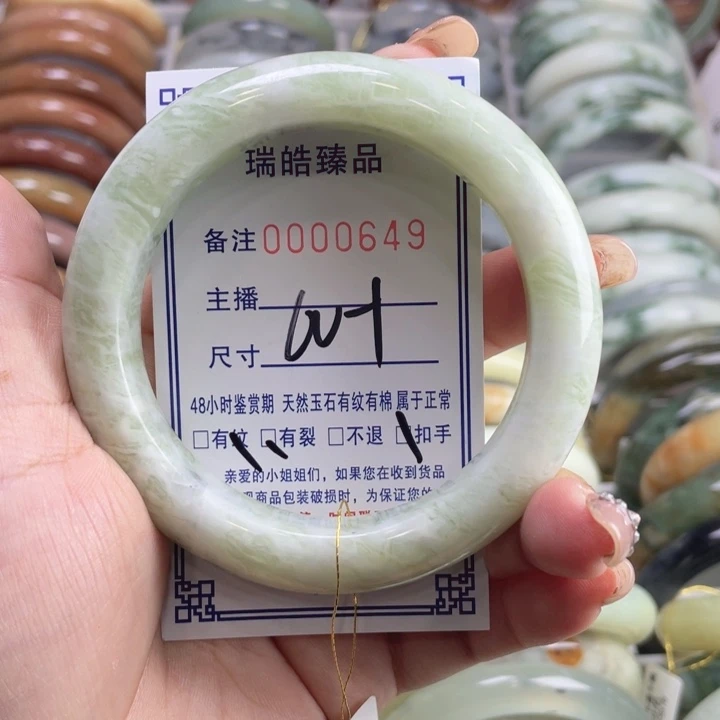 瑞皓臻品
备注0000649
主播
尺寸
48小时鉴赏期 天然玉石有纹有棉属于正常
□有纹 □有裂 □不退 □扣手
亲爱的小姐姐们，如果您在收到货品
商品包装破损时，为保证您的